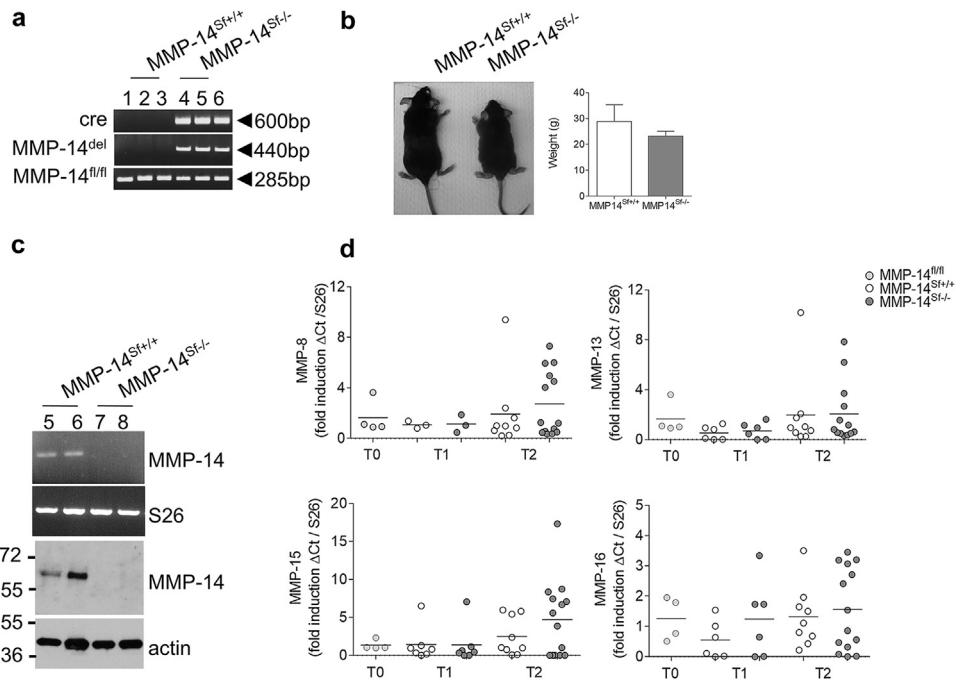 a
MMP-14Sf+/+
MMP-14Sf-/-
1 2 3 4 5 6
cre
600bp
MMP-14del
440bp
MMP-14fl/fl
285bp
b
MMP-14Sf+/+
MMP-14Sf-/-
Weight (g)
40
30
20
10
0
MMP14Sf+/+
MMP14Sf-/-
c
MMP-14Sf+/+
MMP-14Sf-/-
5 6 7 8
MMP-14
S26
72
55
MMP-14
55
36
actin
d
MMP-14fl/fl
MMP-14Sf+/+
MMP-14Sf-/-
MMP-8
(fold induction ΔCt /S26)
12
8
4
0
T0 T1 T2
MMP-13
(fold induction ΔCt / S26)
12
8
4
0
T0 T1 T2
MMP-15
(fold induction ΔCt / S26)
20
15
10
5
0
T0 T1 T2
MMP-16
(fold induction ΔCt / S26)
5
4
3
2
1
0
T0 T1 T2